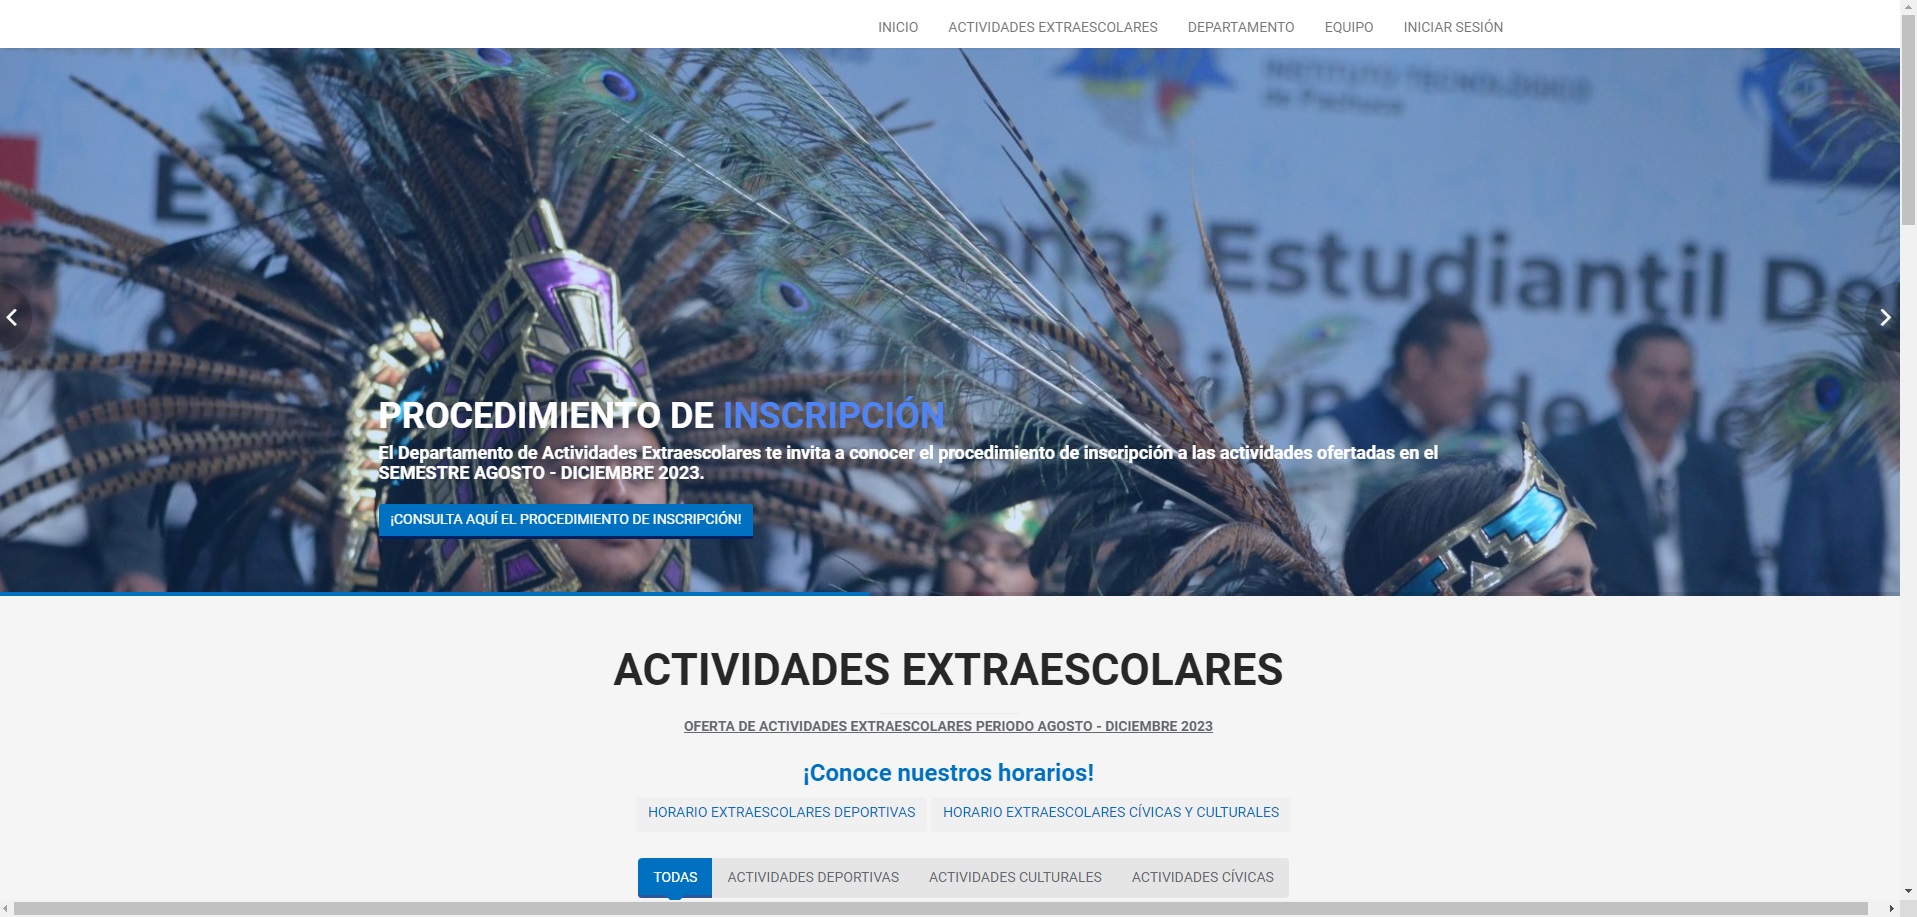 INICIO ACTIVIDADES EXTRAESCOLARES DEPARTAMENTO EQUIPO INICIAR SESIÓN
INSTITUTO TECNOLÓGICO
de Pachuca
Estudiantil De
de
PROCEDIMIENTO DE INSCRIPCIÓN
El Departamento de Actividades Extraescolares te invita a conocer el procedimiento de inscripción a las actividades ofertadas en el
SEMESTRE AGOSTO - DICIEMBRE 2023.
¡CONSULTA AQUÍ EL PROCEDIMIENTO DE INSCRIPCIÓN!
ACTIVIDADES EXTRAESCOLARES
OFERTA DE ACTIVIDADES EXTRAESCOLARES PERIODO AGOSTO - DICIEMBRE 2023
¡Conoce nuestros horarios!
HORARIO EXTRAESCOLARES DEPORTIVAS HORARIO EXTRAESCOLARES CÍVICAS Y CULTURALES
TODAS ACTIVIDADES DEPORTIVAS ACTIVIDADES CULTURALES ACTIVIDADES CÍVICAS